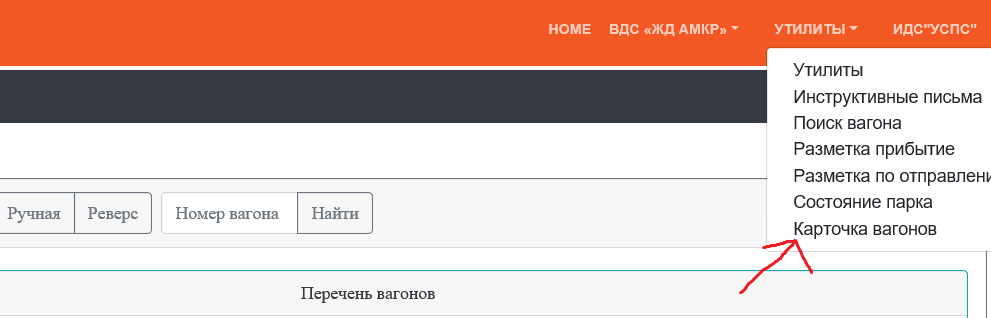 HOME ВДС «ЖД АМКР» УТИЛИТЫ ИДС"УСПС"
Утилиты
Инструктивные письма
Поиск вагона
Разметка прибытие
Разметка по отправлени
Состояние парка
Карточка вагонов
Ручная Реверс Номер вагона Найти
Перечень вагонов